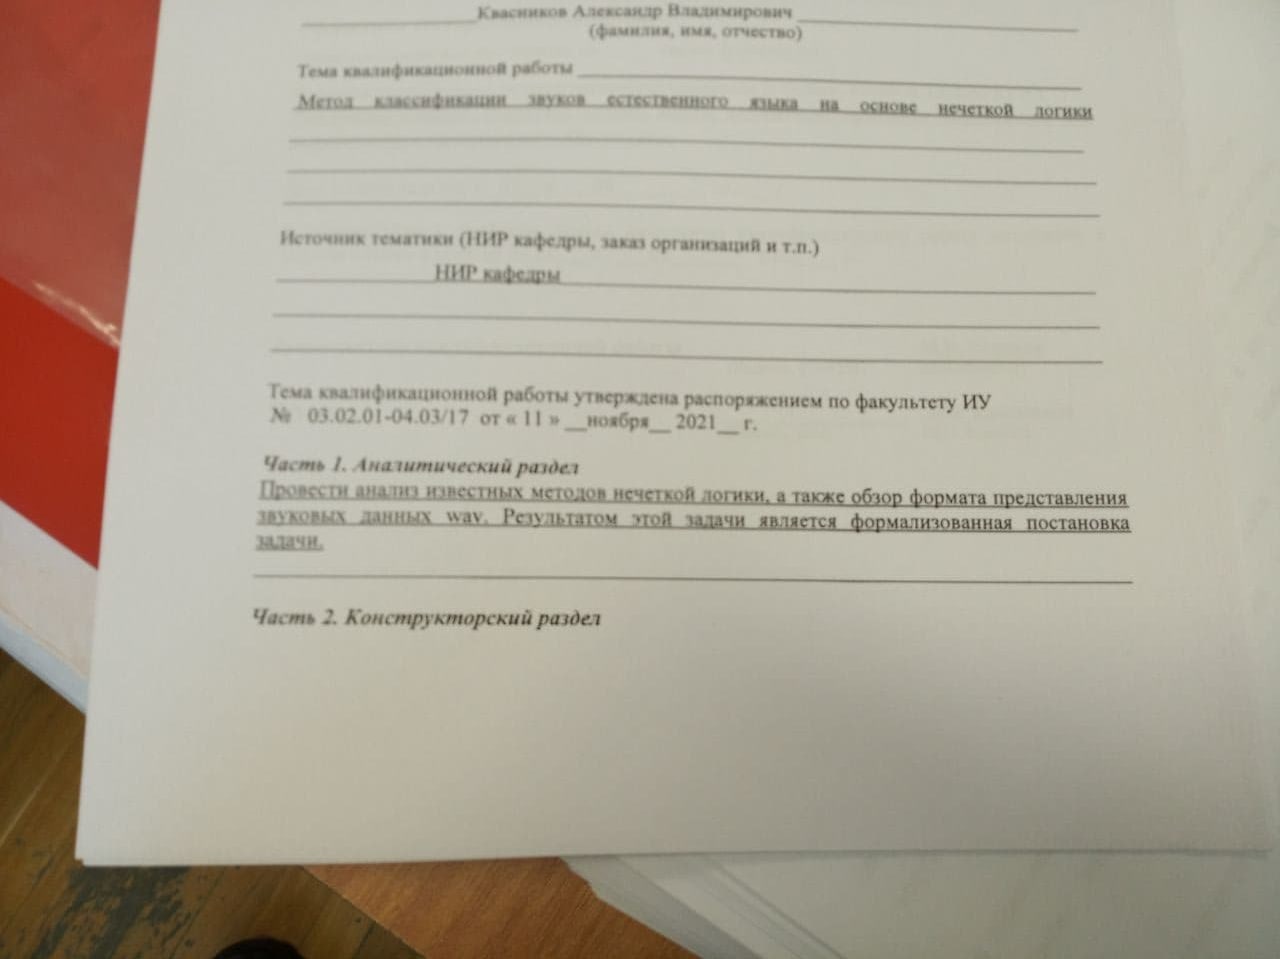 Квасников Александр Владимирович
(фамилия, имя, отчество)
Тема квалификационной работы
Метод классификации звуков естественного языка на основе нечеткой логики
Источник тематики (НИР кафедры, заказ организаций и т.п.)
НИР кафедры
Тема квалификационной работы утверждена распоряжением по факультету ИУ
№ 03.02.01-04.03/17 от « 11 » __ноября__ 2021__ г.
Часть 1. Аналитический раздел
Провести анализ известных методов нечеткой логики, а также обзор формата представления
звуковых данных wav. Результатом этой задачи является формализованная постановка
задачи.
Часть 2. Конструкторский раздел